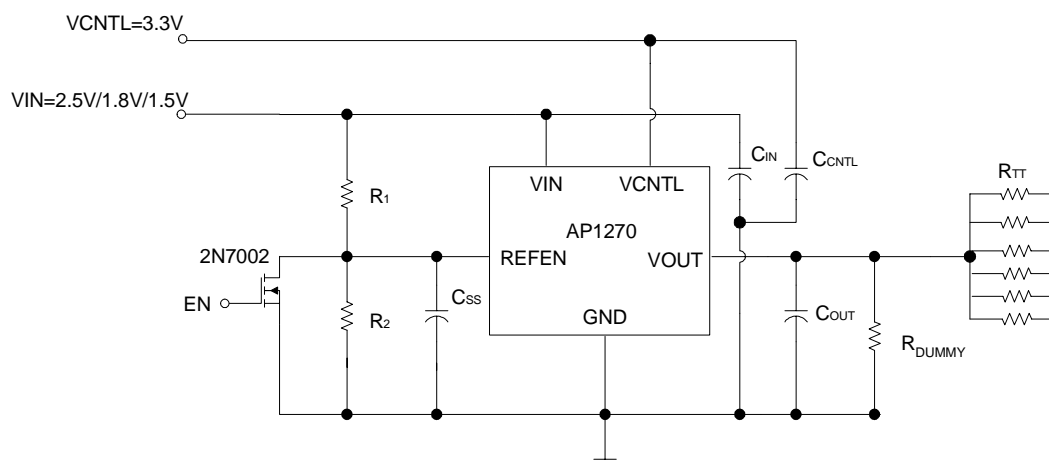 VCNTL=3.3V
VIN=2.5V/1.8V/1.5V
CIN
CCNTL
RTT
VIN
VCNTL
R1
AP1270
2N7002
REFEN
VOUT
EN
CSS
R2
GND
COUT
RDUMMY